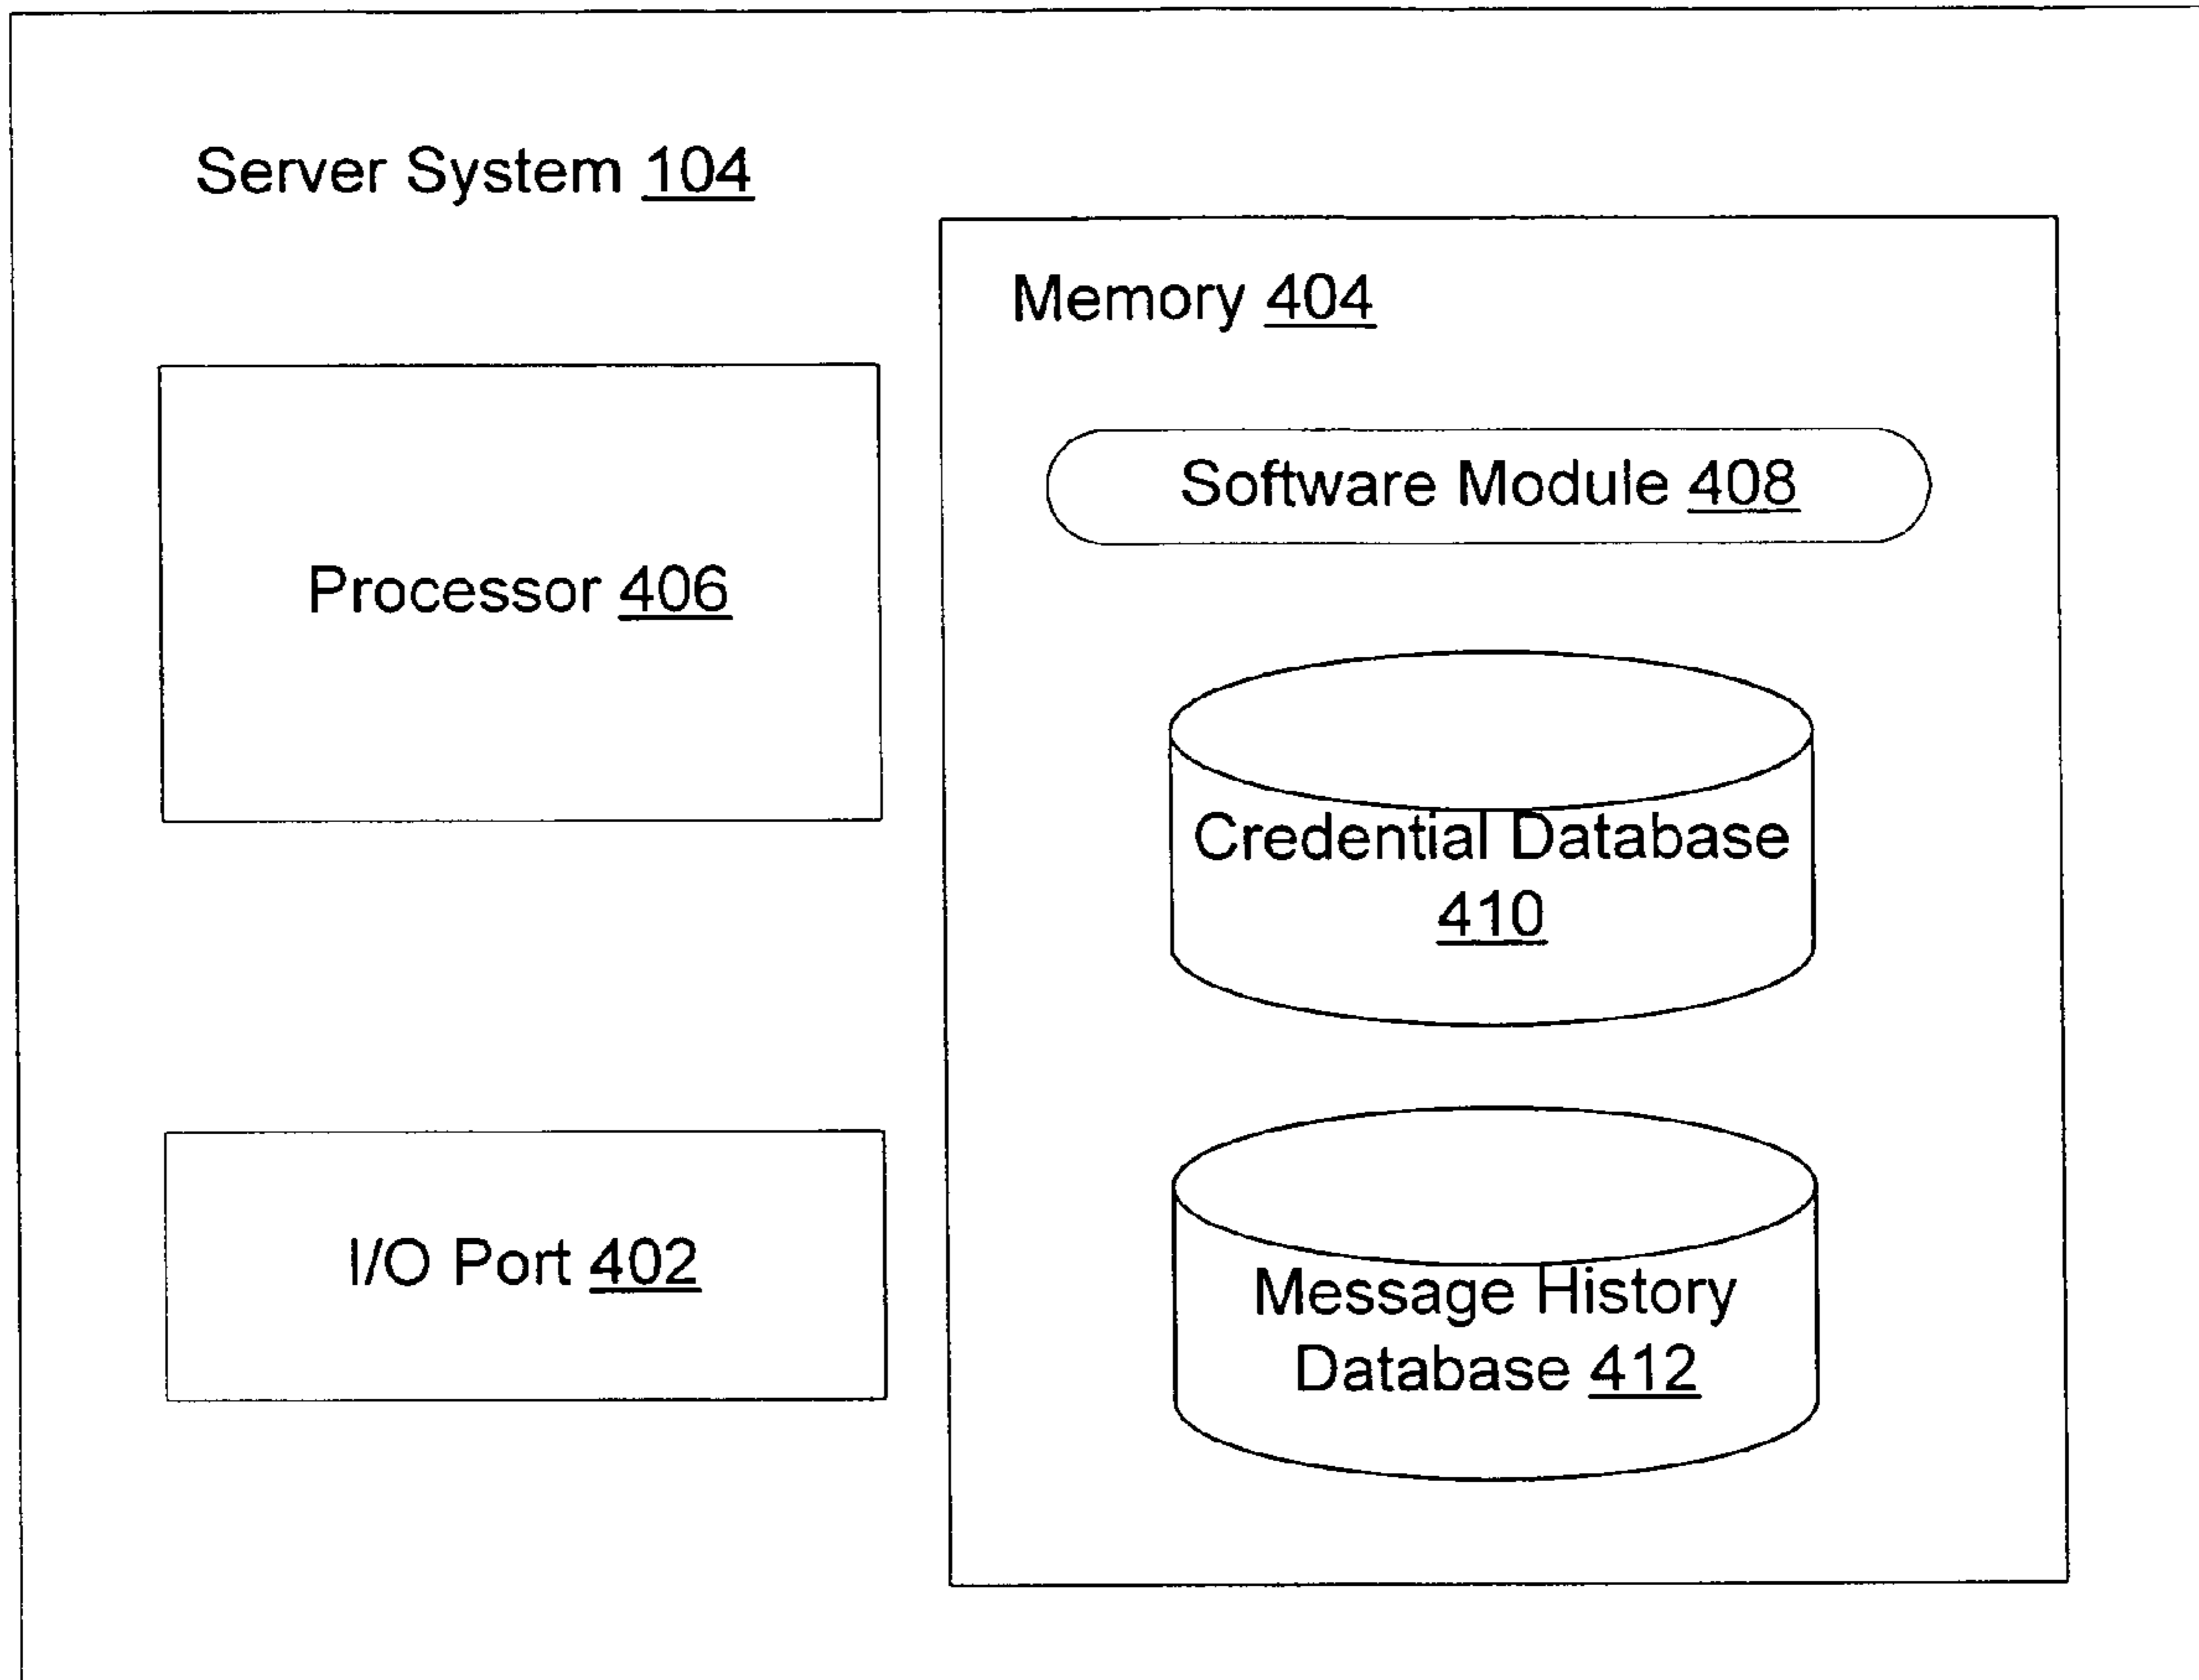 Server System 104
Memory 404
Software Module 408
Processor 406
Credential Database
410
I/O Port 402
Message History
Database 412